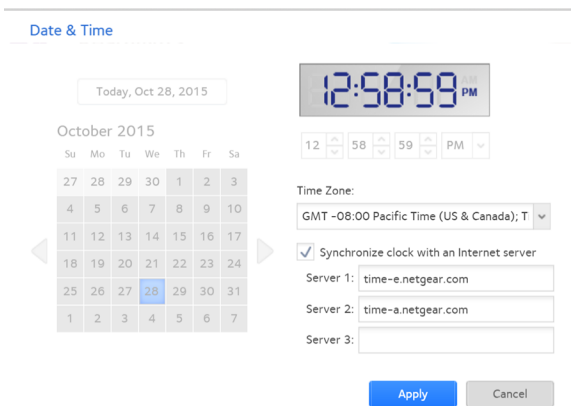 Date & Time
Today, Oct 28, 2015
October 2015
Su Mo Tu We Th Fr Sa
27 28 29 30 1 2 3
4 5 6 7 8 9 10
11 12 13 14 15 16 17
18 19 20 21 22 23 24
25 26 27 28 29 30 31
1 2 3 4 5 6 7
12:58:59 AM PM
12 58 59 PM
Time Zone:
GMT -08:00 Pacific Time (US & Canada); T
Synchronize clock with an Internet server
Server 1: time-e.netgear.com
Server 2: time-a.netgear.com
Server 3:
Apply Cancel